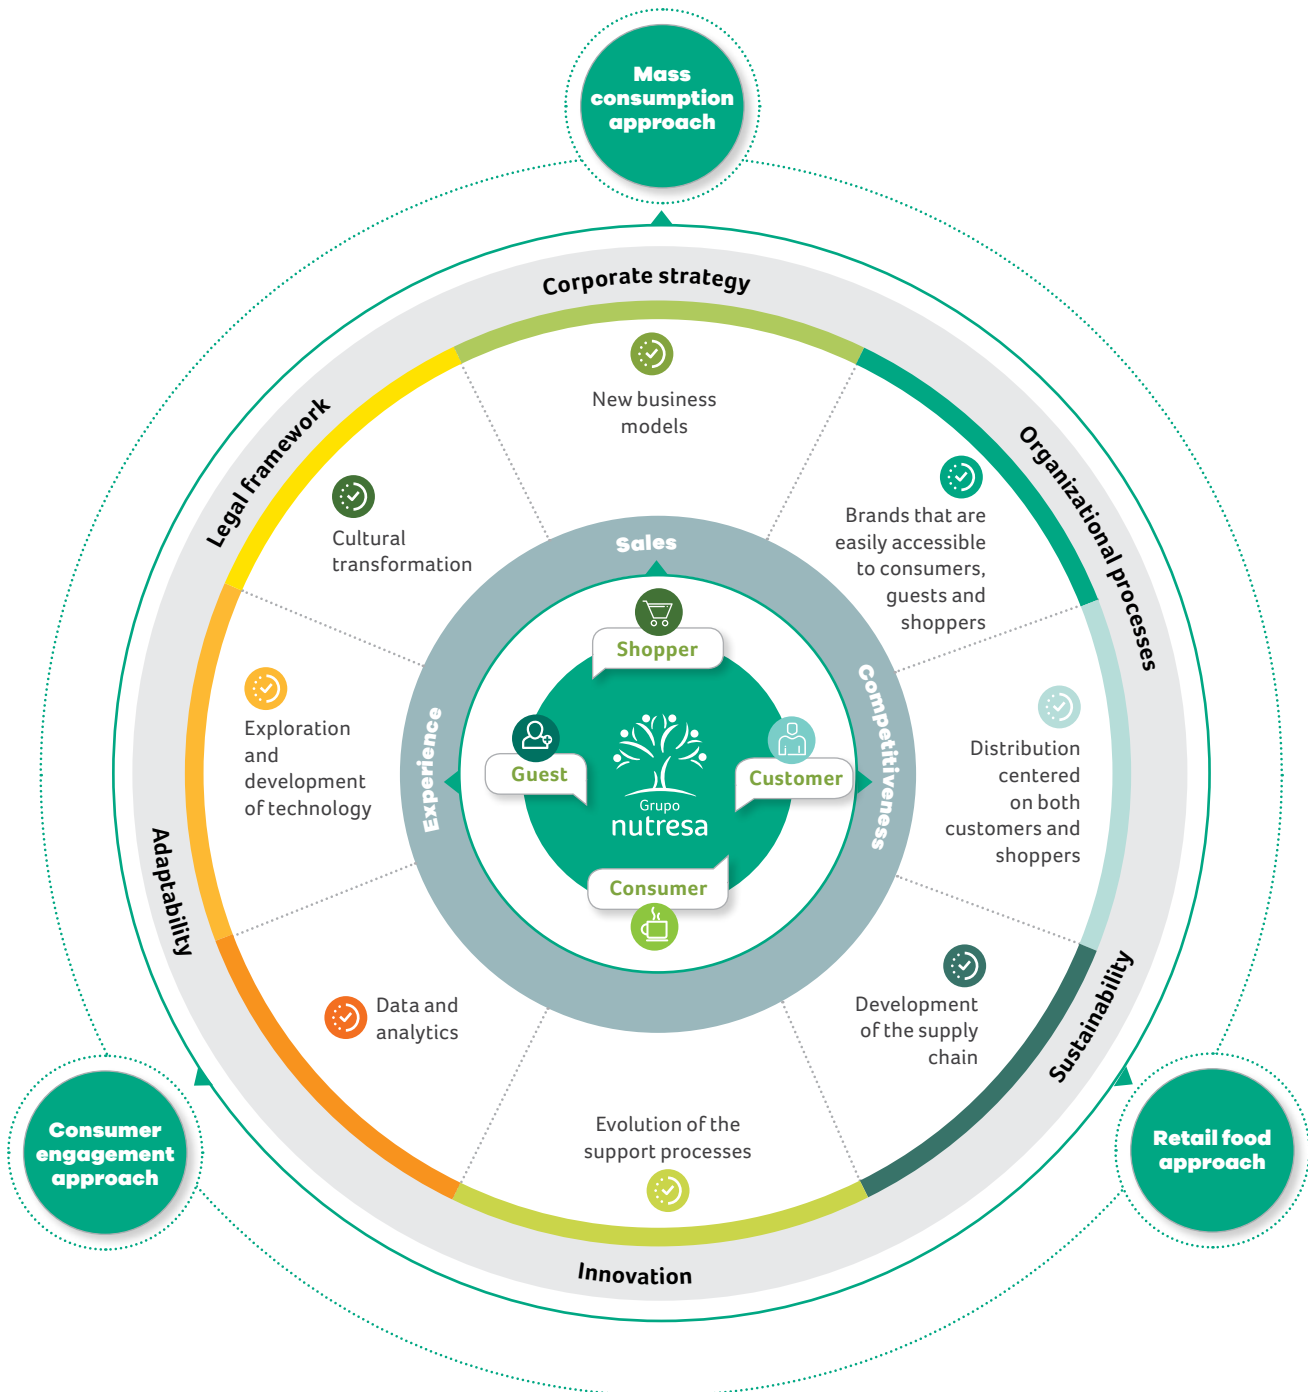 Mass
consumption
approach
Corporate strategy
New business
models
Legal framework
Organizational processes
Cultural
transformation
Brands that are
easily accessible
to consumers,
guests and
shoppers
Sales
Shopper
Experience
Competitiveness
Guest
Customer
Grupo
nutresa
Consumer
Exploration
and
development
of technology
Distribution
centered
on both
customers and
shoppers
Adaptability
Sustainability
Data and
analytics
Development
of the supply
chain
Evolution of the
support processes
Innovation
Consumer
engagement
approach
Retail food
approach